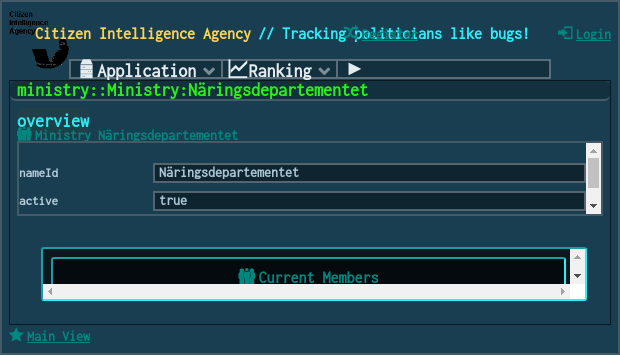 Citizen
Intelligence
Agency
Citizen Intelligence Agency // Tracking politicians like bugs!
Login
Application
Ranking
ministry::Ministry:Näringsdepartementet
overview
Ministry Näringsdepartementet
nameId
Näringsdepartementet
active
true
Current Members
Main View